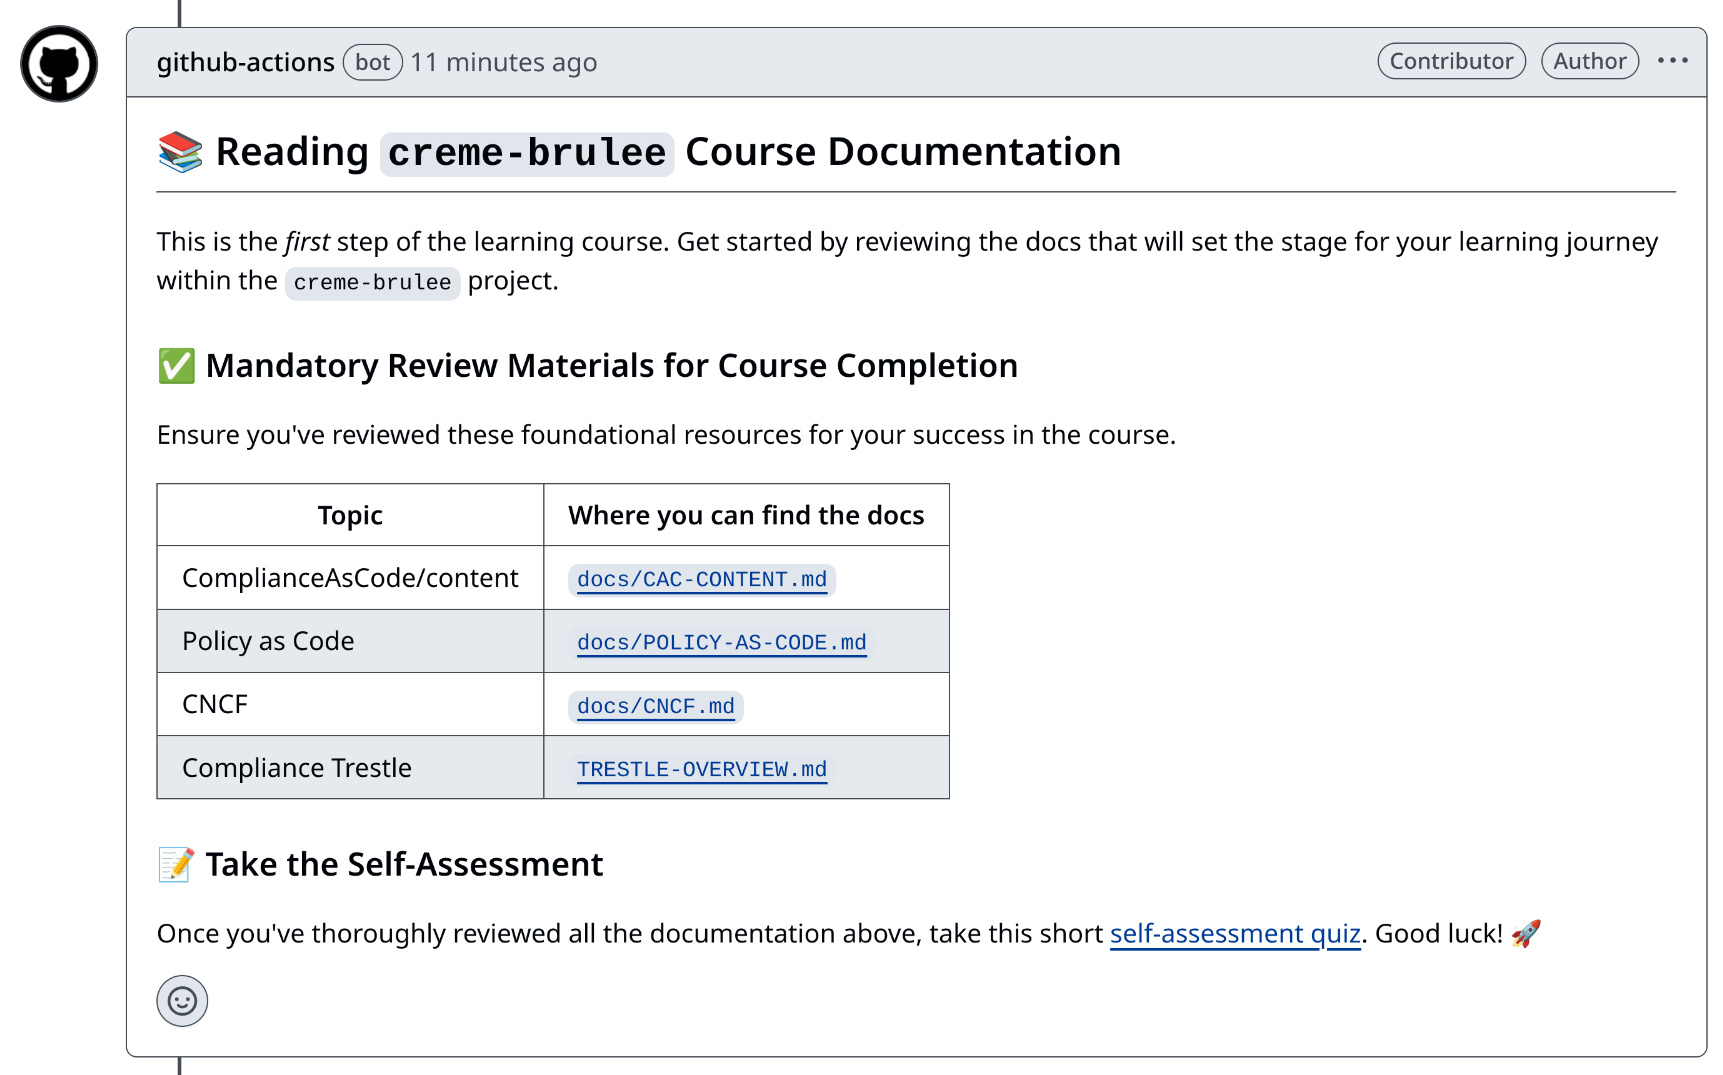 github-actions bot 11 minutes ago Contributor Author
📚 Reading creme-brulee Course Documentation
This is the first step of the learning course. Get started by reviewing the docs that will set the stage for your learning journey
within the creme-brulee project.
✅ Mandatory Review Materials for Course Completion
Ensure you've reviewed these foundational resources for your success in the course.
Topic Where you can find the docs
ComplianceAsCode/content docs/CAC-CONTENT.md
Policy as Code docs/POLICY-AS-CODE.md
CNCF docs/CNCF.md
Compliance Trestle TRESTLE-OVERVIEW.md
📝 Take the Self-Assessment
Once you've thoroughly reviewed all the documentation above, take this short self-assessment quiz. Good luck! 🚀